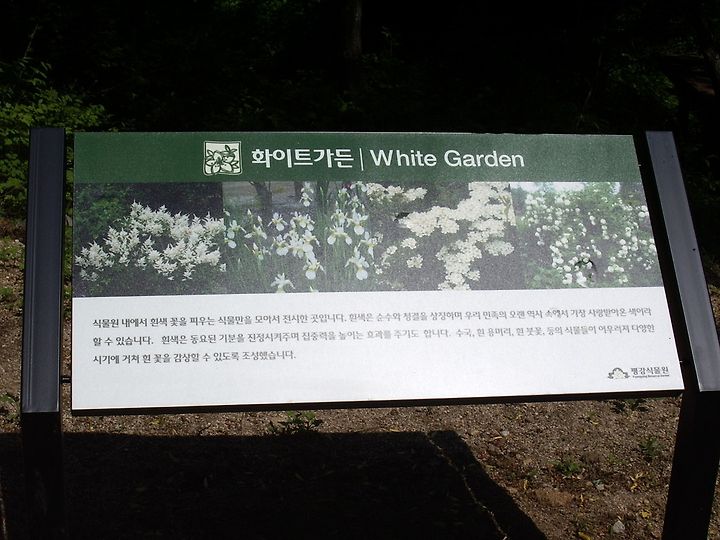 화이트가든 | White Garden
식물원 내에서 흰색 꽃을 피우는 식물만을 모아서 전시한 곳입니다. 흰색은 순수와 청결을 상징하며 우리 민족의 오랜 역사 속에서 가장 사랑받아온 색이라
할 수 있습니다. 흰색은 동요된 기분을 진정시켜주며 집중력을 높이는 효과를 주기도 합니다. 수국, 흰 용머리, 흰 붓꽃, 등의 식물들이 어우러져 다양한
시기에 거쳐 흰 꽃을 감상할 수 있도록 조성했습니다.
평강식물원